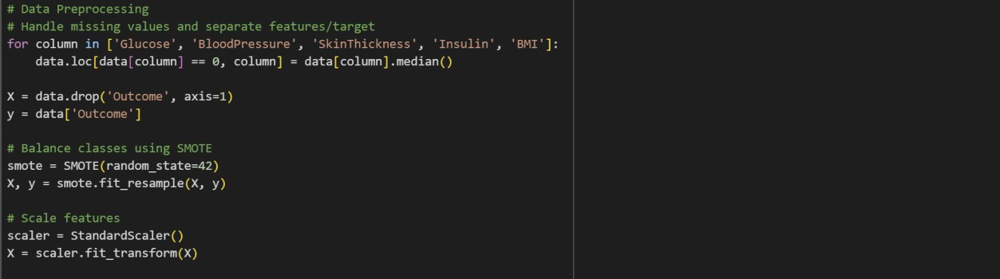 # Data Preprocessing
# Handle missing values and separate features/target
for column in ['Glucose', 'BloodPressure', 'SkinThickness', 'Insulin', 'BMI']:
    data.loc[data[column] == 0, column] = data[column].median()
X = data.drop('Outcome', axis=1)
y = data['Outcome']
# Balance classes using SMOTE
smote = SMOTE(random_state=42)
X, y = smote.fit_resample(X, y)
# Scale features
scaler = StandardScaler()
X = scaler.fit_transform(X)